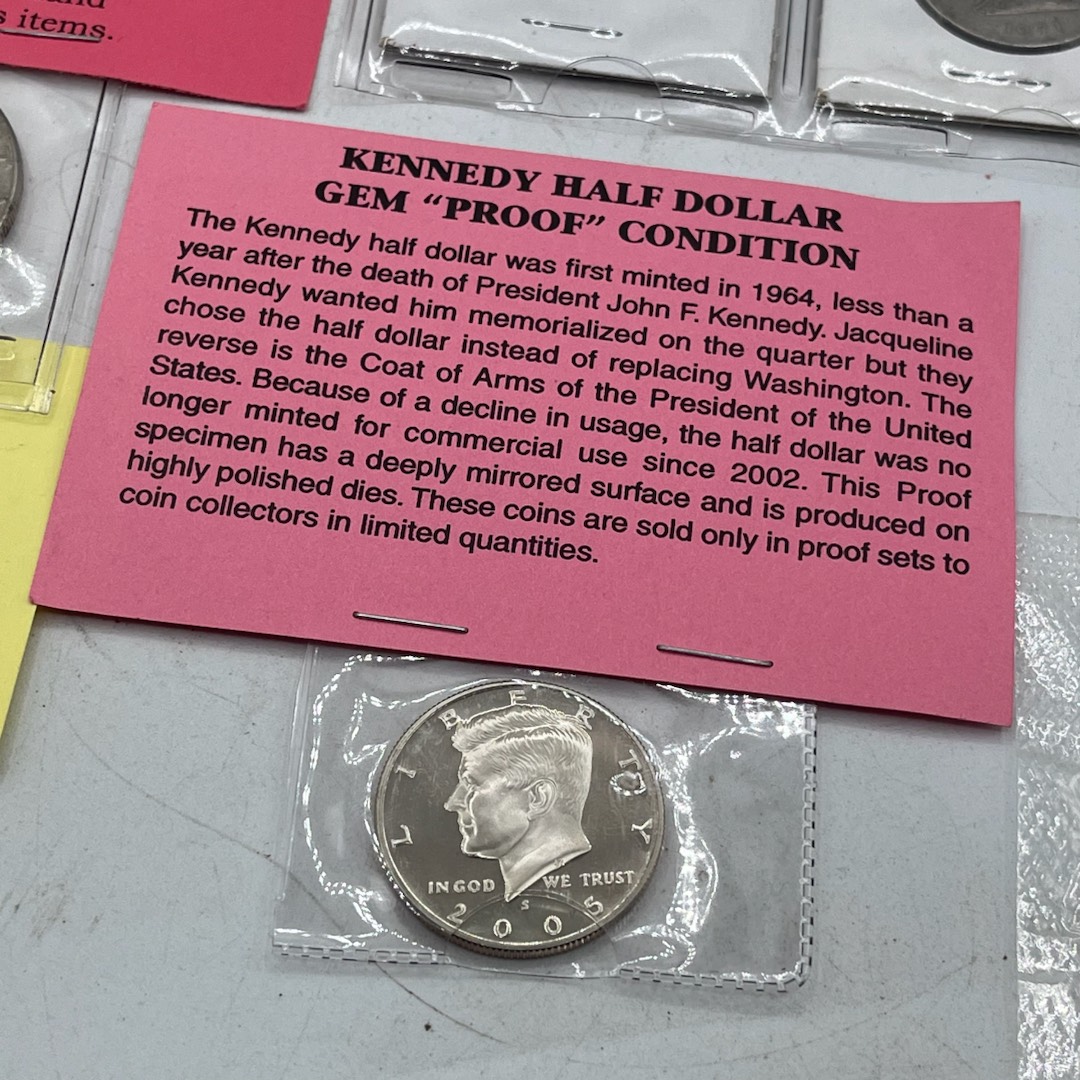 and
s items.
KENNEDY HALF DOLLAR
GEM “PROOF” CONDITION
The Kennedy half dollar was first minted in 1964, less than a
year after the death of President John F. Kennedy. Jacqueline
Kennedy wanted him memorialized on the quarter but they
chose the half dollar instead of replacing Washington. The
reverse is the Coat of Arms of the President of the United
States. Because of a decline in usage, the half dollar was no
longer minted for commercial use since 2002. This Proof
specimen has a deeply mirrored surface and is produced on
highly polished dies. These coins are sold only in proof sets to
coin collectors in limited quantities.
LIBERTY
IN GOD WE TRUST
S
2005